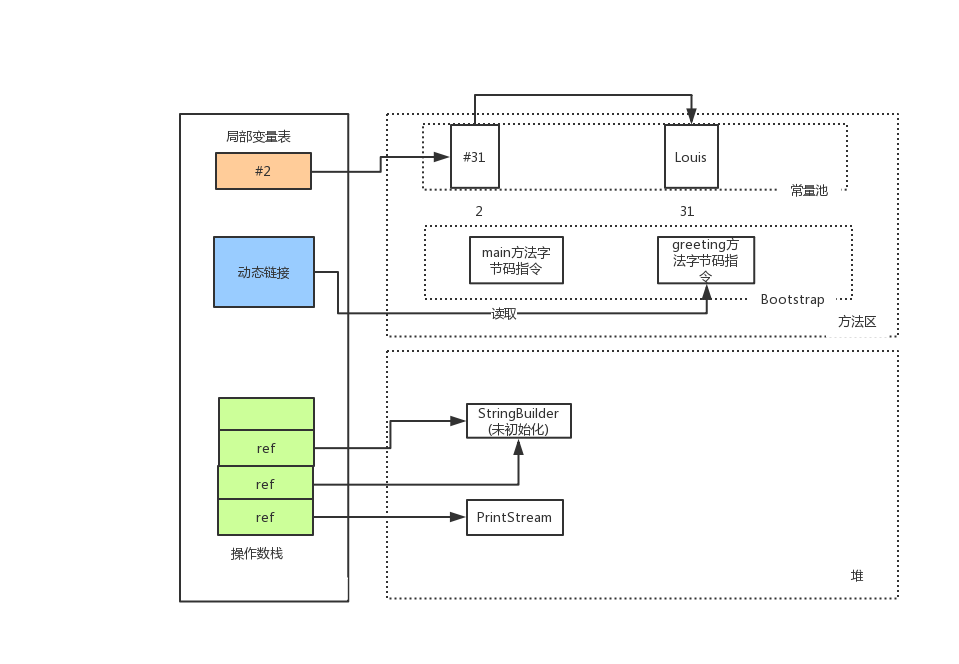 局部变量表
#2
动态链接
ref
ref
ref
操作数栈
#31
Louis
常量池
2
31
main方法字
节码指令
greeting方
法字节码指
令
Bootstrap
读取
方法区
StringBuilder
(未初始化)
PrintStream
堆